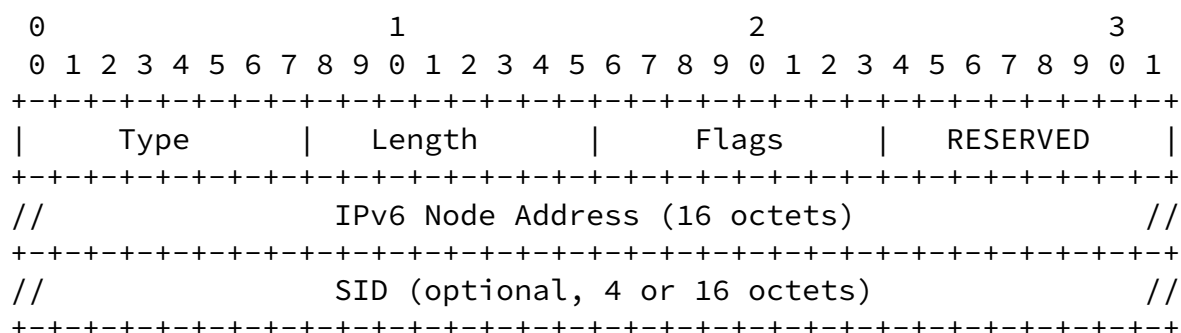 0                   1                   2                   3
 0 1 2 3 4 5 6 7 8 9 0 1 2 3 4 5 6 7 8 9 0 1 2 3 4 5 6 7 8 9 0 1
+-+-+-+-+-+-+-+-+-+-+-+-+-+-+-+-+-+-+-+-+-+-+-+-+-+-+-+-+-+-+-+-+
|      Type     |   Length      |     Flags     |   RESERVED    |
+-+-+-+-+-+-+-+-+-+-+-+-+-+-+-+-+-+-+-+-+-+-+-+-+-+-+-+-+-+-+-+-+
//                IPv6 Node Address (16 octets)                //
+-+-+-+-+-+-+-+-+-+-+-+-+-+-+-+-+-+-+-+-+-+-+-+-+-+-+-+-+-+-+-+-+
//                SID (optional, 4 or 16 octets)               //
+-+-+-+-+-+-+-+-+-+-+-+-+-+-+-+-+-+-+-+-+-+-+-+-+-+-+-+-+-+-+-+-+